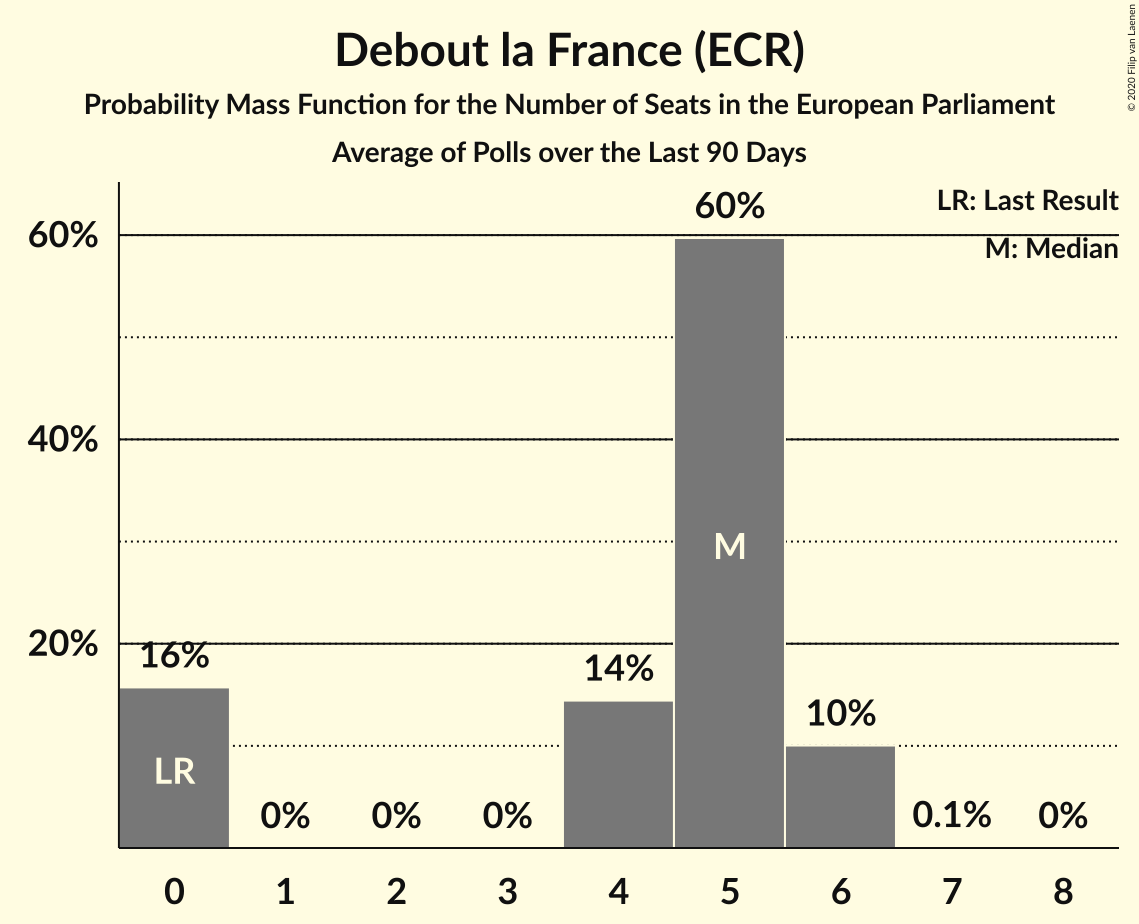 Debout la France (ECR)
Probability Mass Function for the Number of Seats in the European Parliament
Average of Polls over the Last 90 Days
© 2020 Filip van Laenen
LR: Last Result
M: Median
60%
40%
20%
16%
0%
0%
0%
14%
60%
10%
0.1%
0%
LR
M
0 1 2 3 4 5 6 7 8